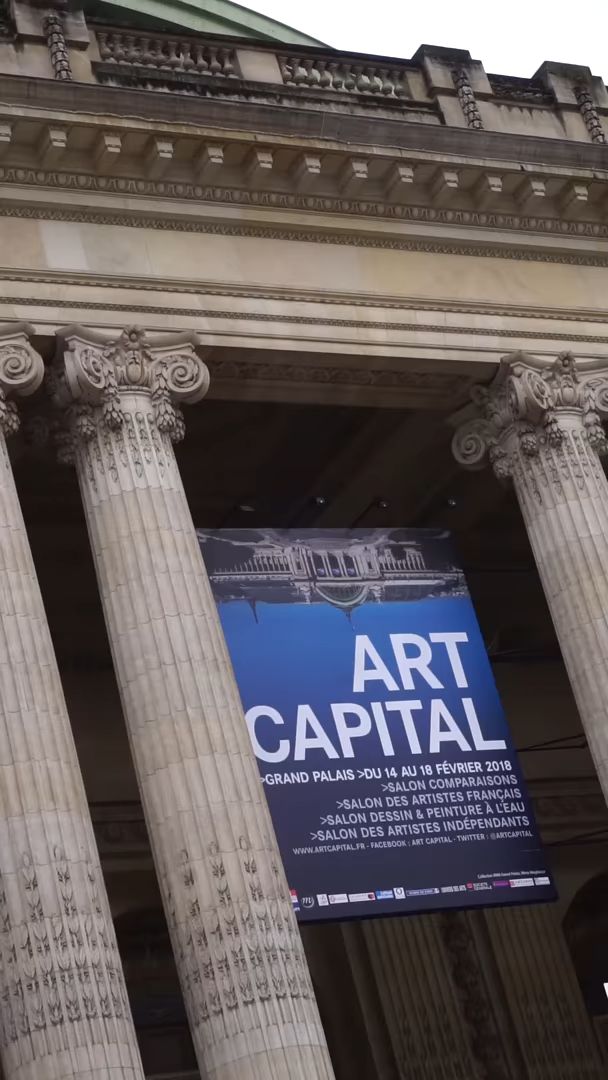 ART
CAPITAL
>GRAND PALAIS >DU 14 AU 18 FÉVRIER 2018
>SALON COMPARAISONS
>SALON DES ARTISTES FRANÇAIS
>SALON DESSIN & PEINTURE À L'EAU
>SALON DES ARTISTES INDÉPENDANTS
WWW.ARTCAPITAL.FR - FACEBOOK : ART CAPITAL - TWITTER : @ARTCAPITAL